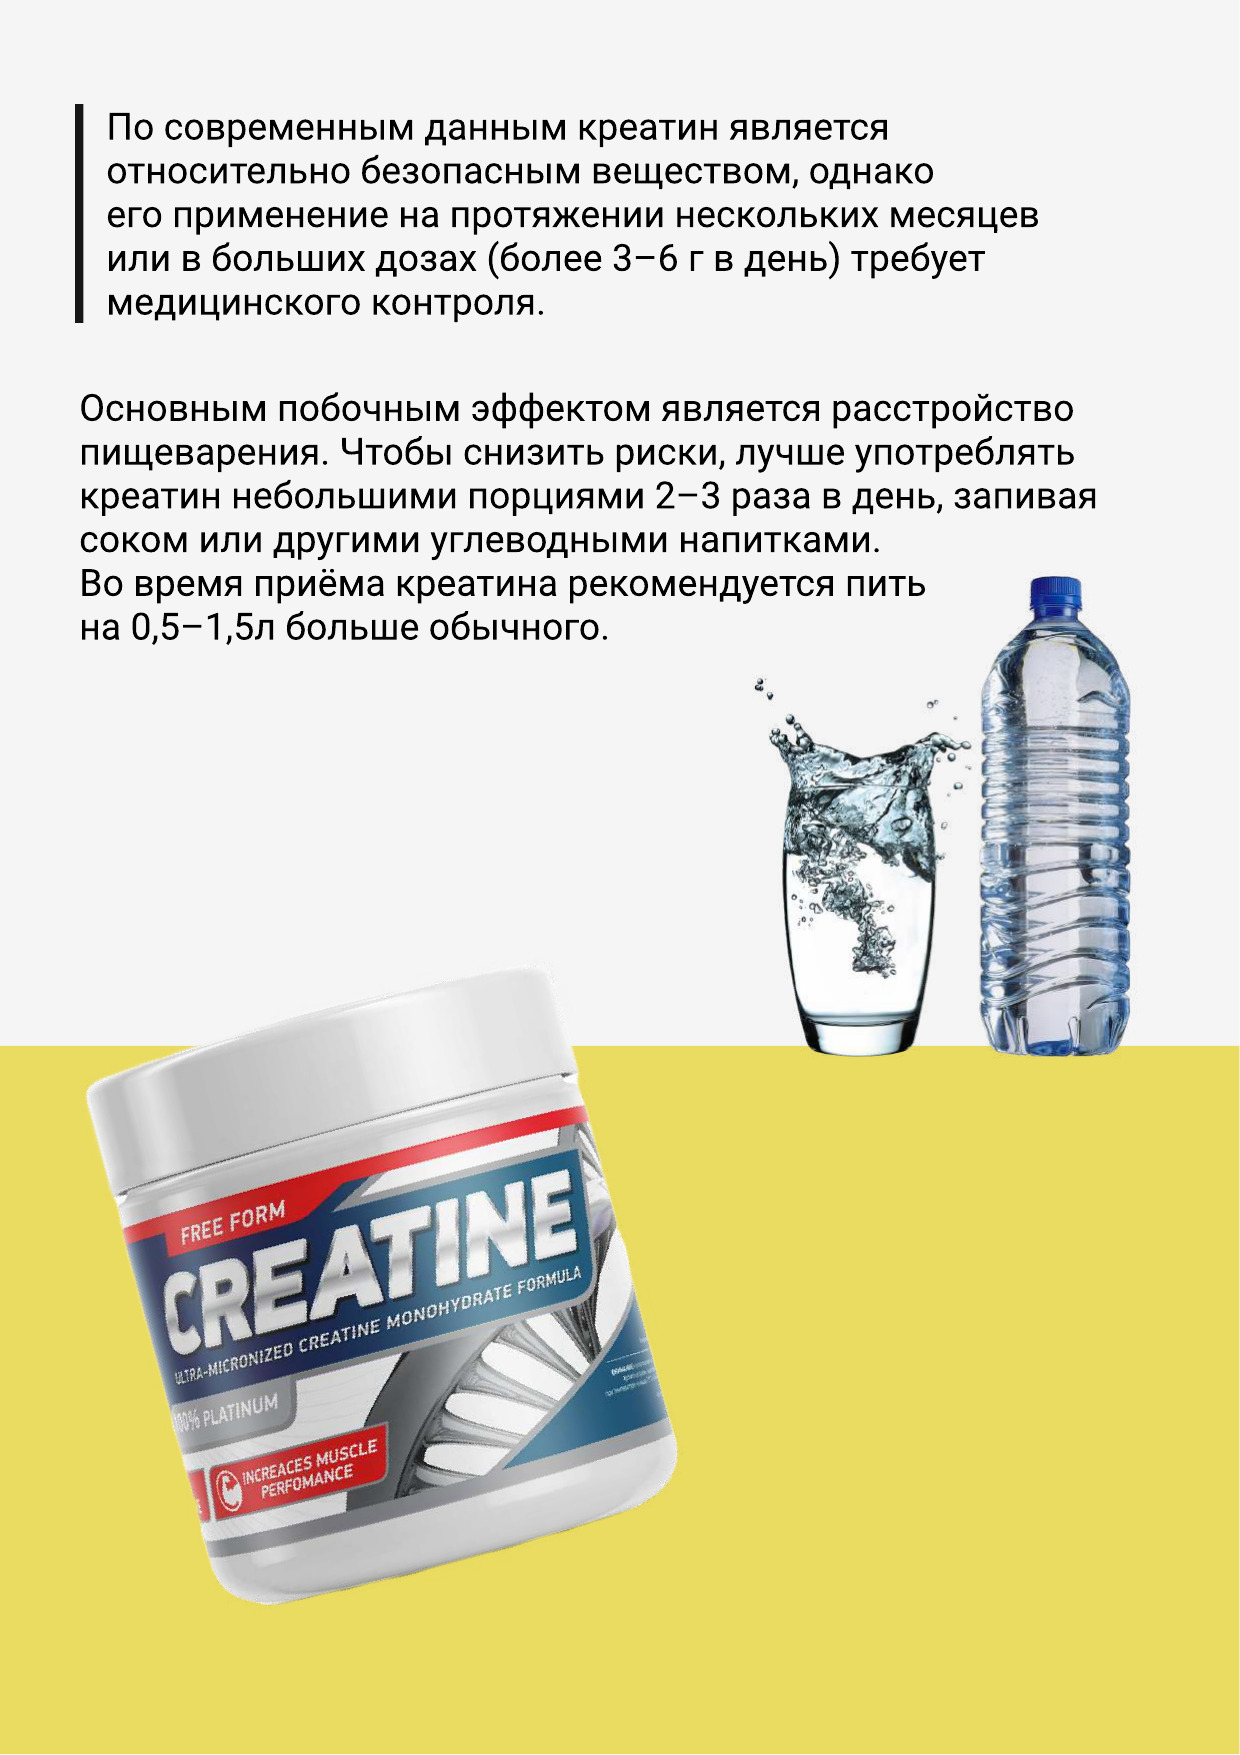 По современным данным креатин является
относительно безопасным веществом, однако
его применение на протяжении нескольких месяцев
или в больших дозах (более 3–6 г в день) требует
медицинского контроля.
Основным побочным эффектом является расстройство
пищеварения. Чтобы снизить риски, лучше употреблять
креатин небольшими порциями 2–3 раза в день, запивая
соком или другими углеводными напитками.
Во время приёма креатина рекомендуется пить
на 0,5–1,5л больше обычного.
FREE FORM
CREATINE
ULTRA-MICRONIZED CREATINE MONOHYDRATE FORMULA
100% PLATINUM
INCREACES MUSCLE
PERFOMANCE